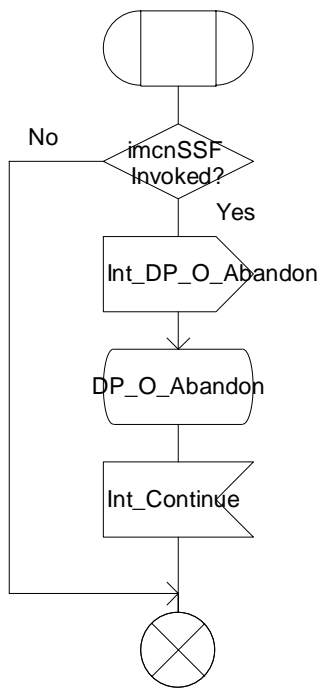 No
imcnSSF
Invoked?
Yes
Int_DP_O_Abandon
DP_O_Abandon
Int_Continue